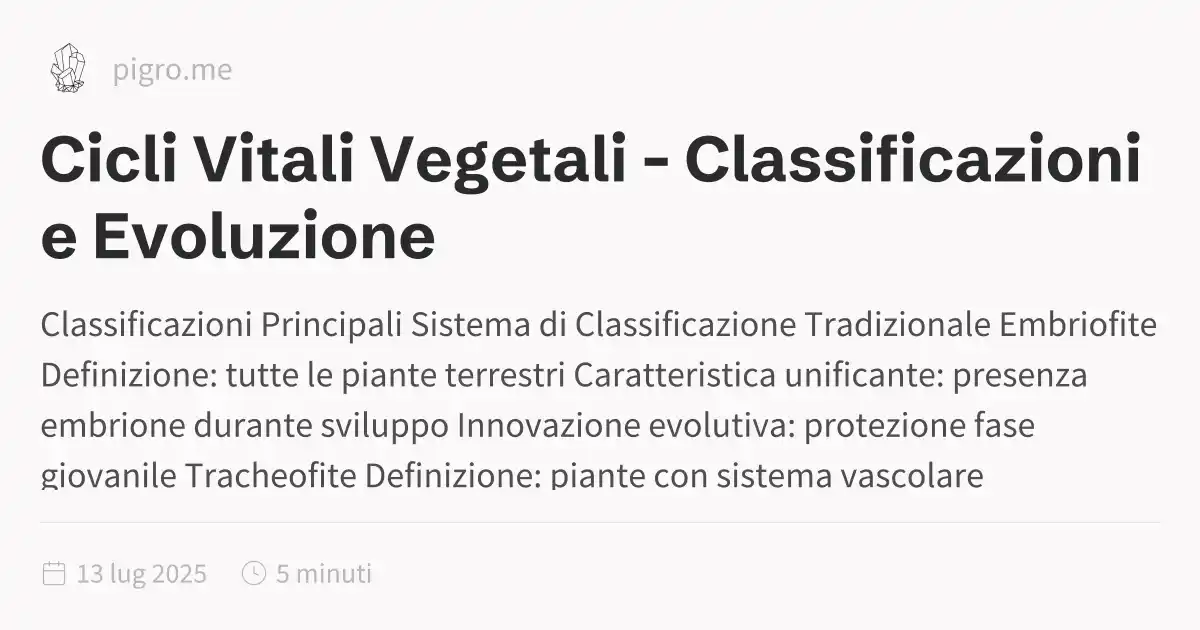 pigro.me
Cicli Vitali Vegetali - Classificazioni
e Evoluzione
Classificazioni Principali Sistema di Classificazione Tradizionale Embriofite
Definizione: tutte le piante terrestri Caratteristica unificante: presenza
embrione durante sviluppo Innovazione evolutiva: protezione fase
giovanile Tracheofite Definizione: piante con sistema vascolare
13 lug 2025 5 minuti